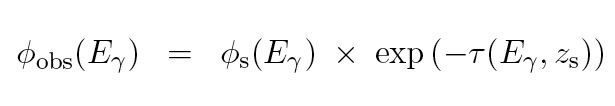 ϕ_obs(E_γ) = ϕ_s(E_γ) × exp (−τ(E_γ, z_s))